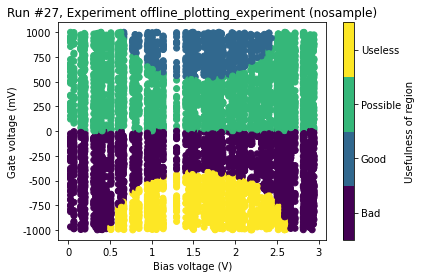 Run #27, Experiment offline_plotting_experiment (nosample)
1000
750
500
250
0
-250
-500
-750
-1000
Gate voltage (mV)
0
0.5
1
1.5
2
2.5
3
Bias voltage (V)
Useless
Possible
Good
Bad
Usefulness of region